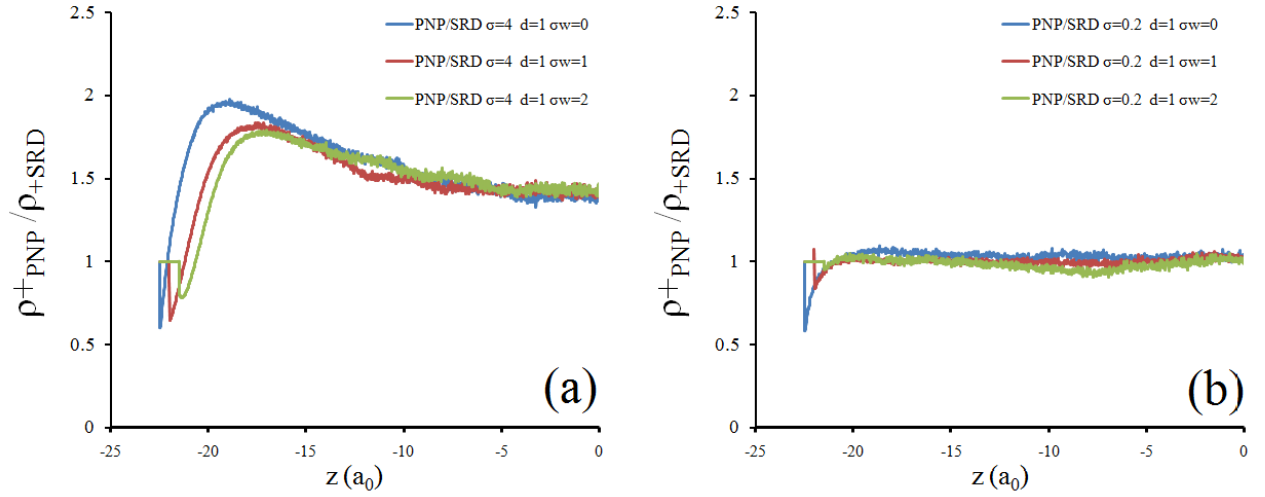 PNP/SRD σ=4 d=1 σw=0
PNP/SRD σ=4 d=1 σw=1
PNP/SRD σ=4 d=1 σw=2
2.5
2
1.5
1
0.5
0
-25
-20
-15
-10
-5
0
ρ+PNP /ρ+SRD
z (a0)
(a)
PNP/SRD σ=0.2 d=1 σw=0
PNP/SRD σ=0.2 d=1 σw=1
PNP/SRD σ=0.2 d=1 σw=2
2.5
2
1.5
1
0.5
0
-25
-20
-15
-10
-5
0
ρ+PNP /ρ+SRD
z (a0)
(b)